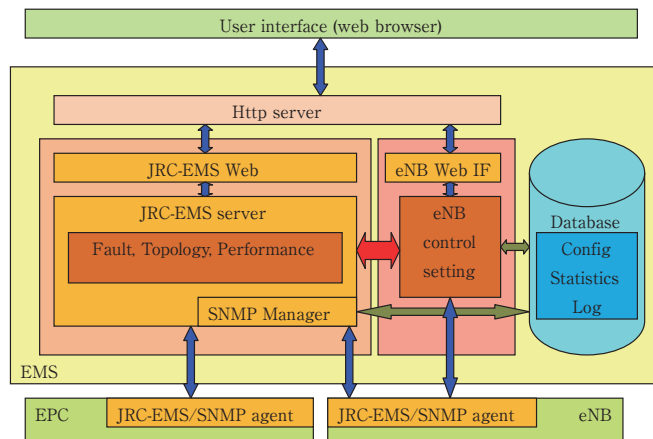 User interface (web browser)
Http server
JRC-EMS Web
eNB Web IF
JRC-EMS server
Fault, Topology, Performance
SNMP Manager
eNB
control
setting
Database
Config
Statistics
Log
EMS
EPC
JRC-EMS/SNMP agent
JRC-EMS/SNMP agent
eNB